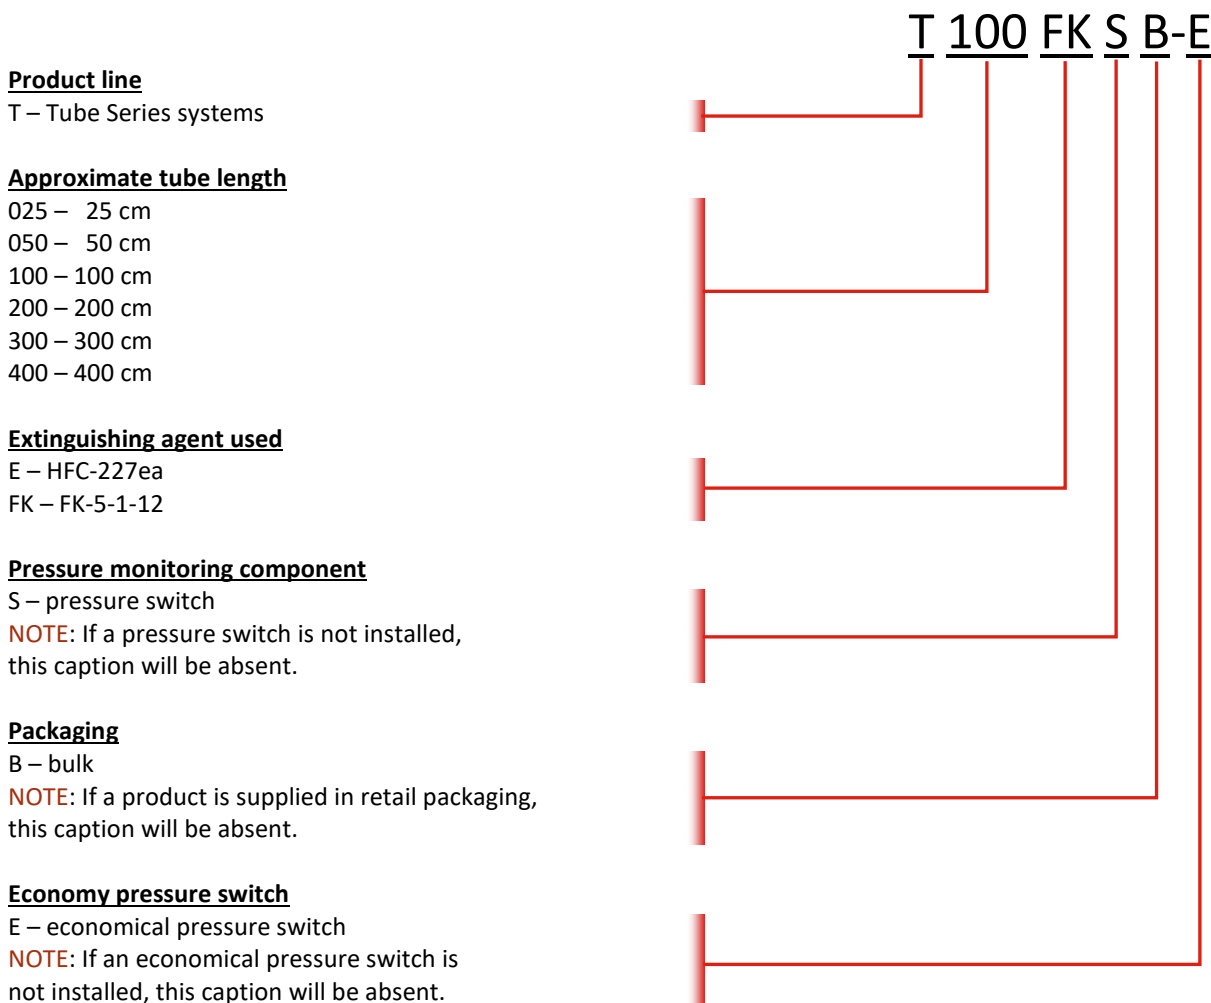 T 100 FK S B-E
Product line
T – Tube Series systems
Approximate tube length
025 – 25 cm
050 – 50 cm
100 – 100 cm
200 – 200 cm
300 – 300 cm
400 – 400 cm
Extinguishing agent used
E – HFC-227ea
FK – FK-5-1-12
Pressure monitoring component
S – pressure switch
NOTE: If a pressure switch is not installed,
this caption will be absent.
Packaging
B – bulk
NOTE: If a product is supplied in retail packaging,
this caption will be absent.
Economy pressure switch
E – economical pressure switch
NOTE: If an economical pressure switch is
not installed, this caption will be absent.